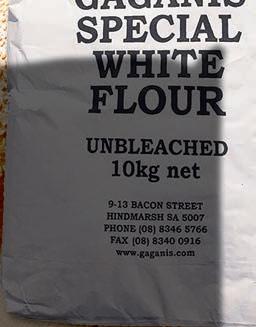 GAGANIS
SPECIAL
WHITE
FLOUR
UNBLEACHED
10kg net
9-13 BACON STREET
HINDMARSH SA 5007
PHONE (08) 8346 5766
FAX (08) 8340 0916
www.gaganis.com